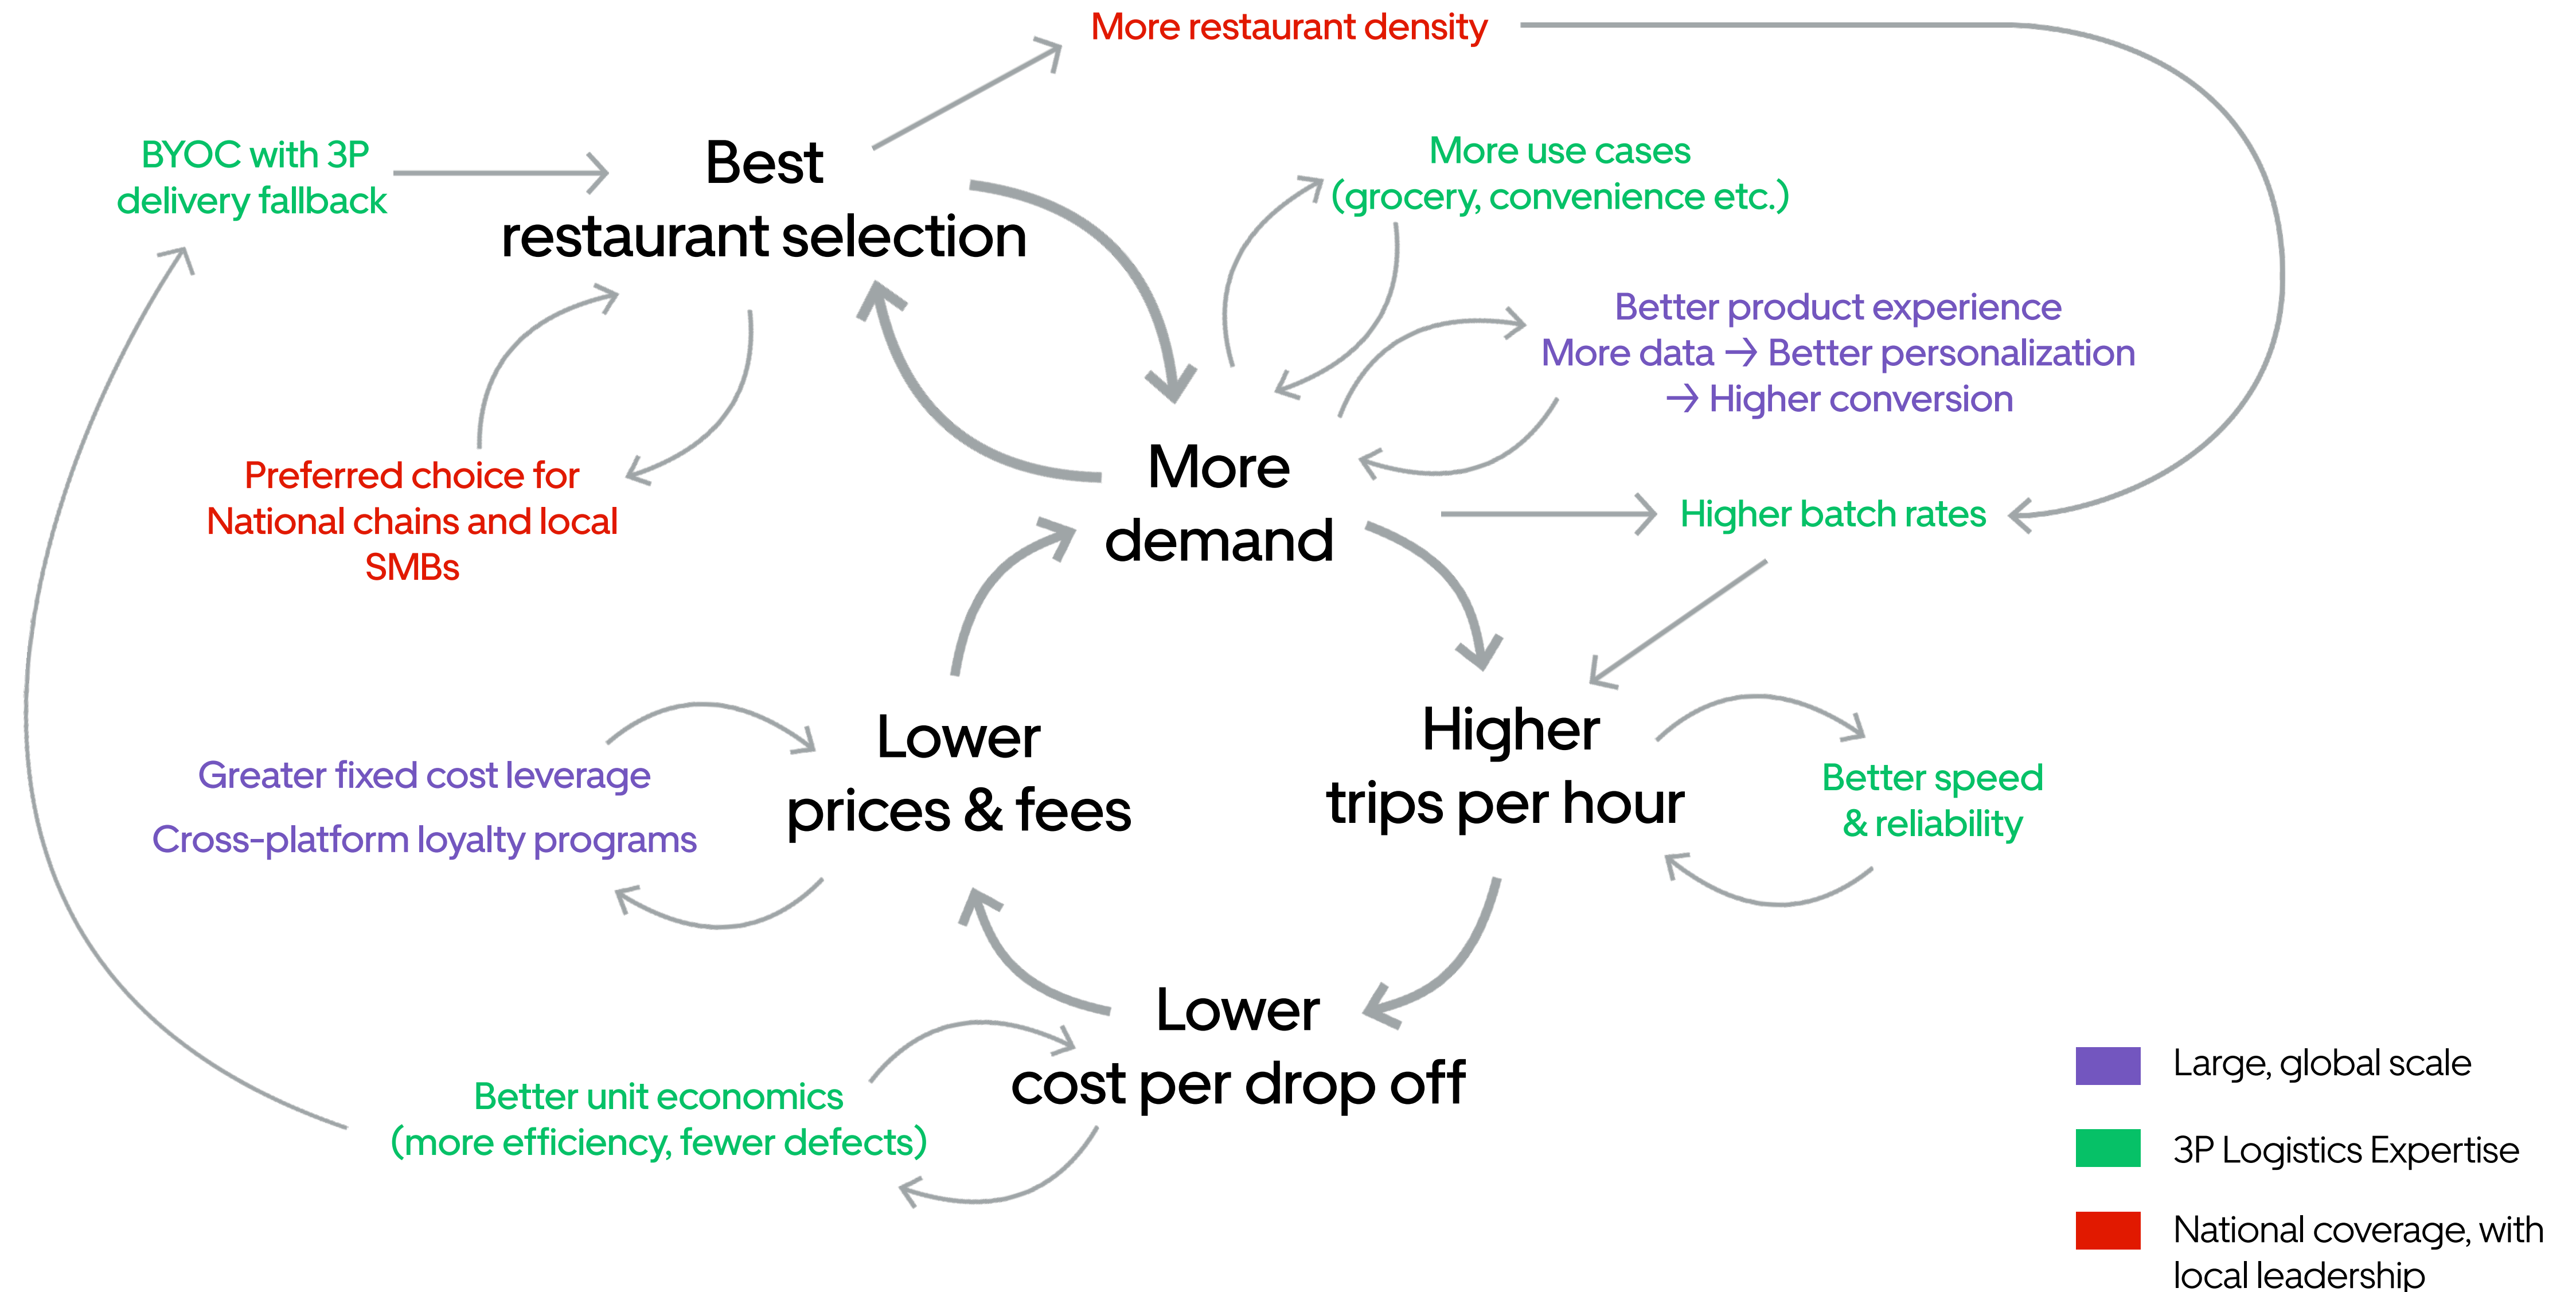 More restaurant density
BYOC with 3P
delivery fallback
Best
restaurant selection
More use cases
(grocery, convenience etc.)
Better product experience
More data → Better personalization
→ Higher conversion
Preferred choice for
National chains and local
SMBs
More
demand
Higher batch rates
Greater fixed cost leverage
Cross-platform loyalty programs
Lower
prices & fees
Higher
trips per hour
Better speed
& reliability
Better unit economics
(more efficiency, fewer defects)
Lower
cost per drop off
Large, global scale
3P Logistics Expertise
National coverage, with
local leadership